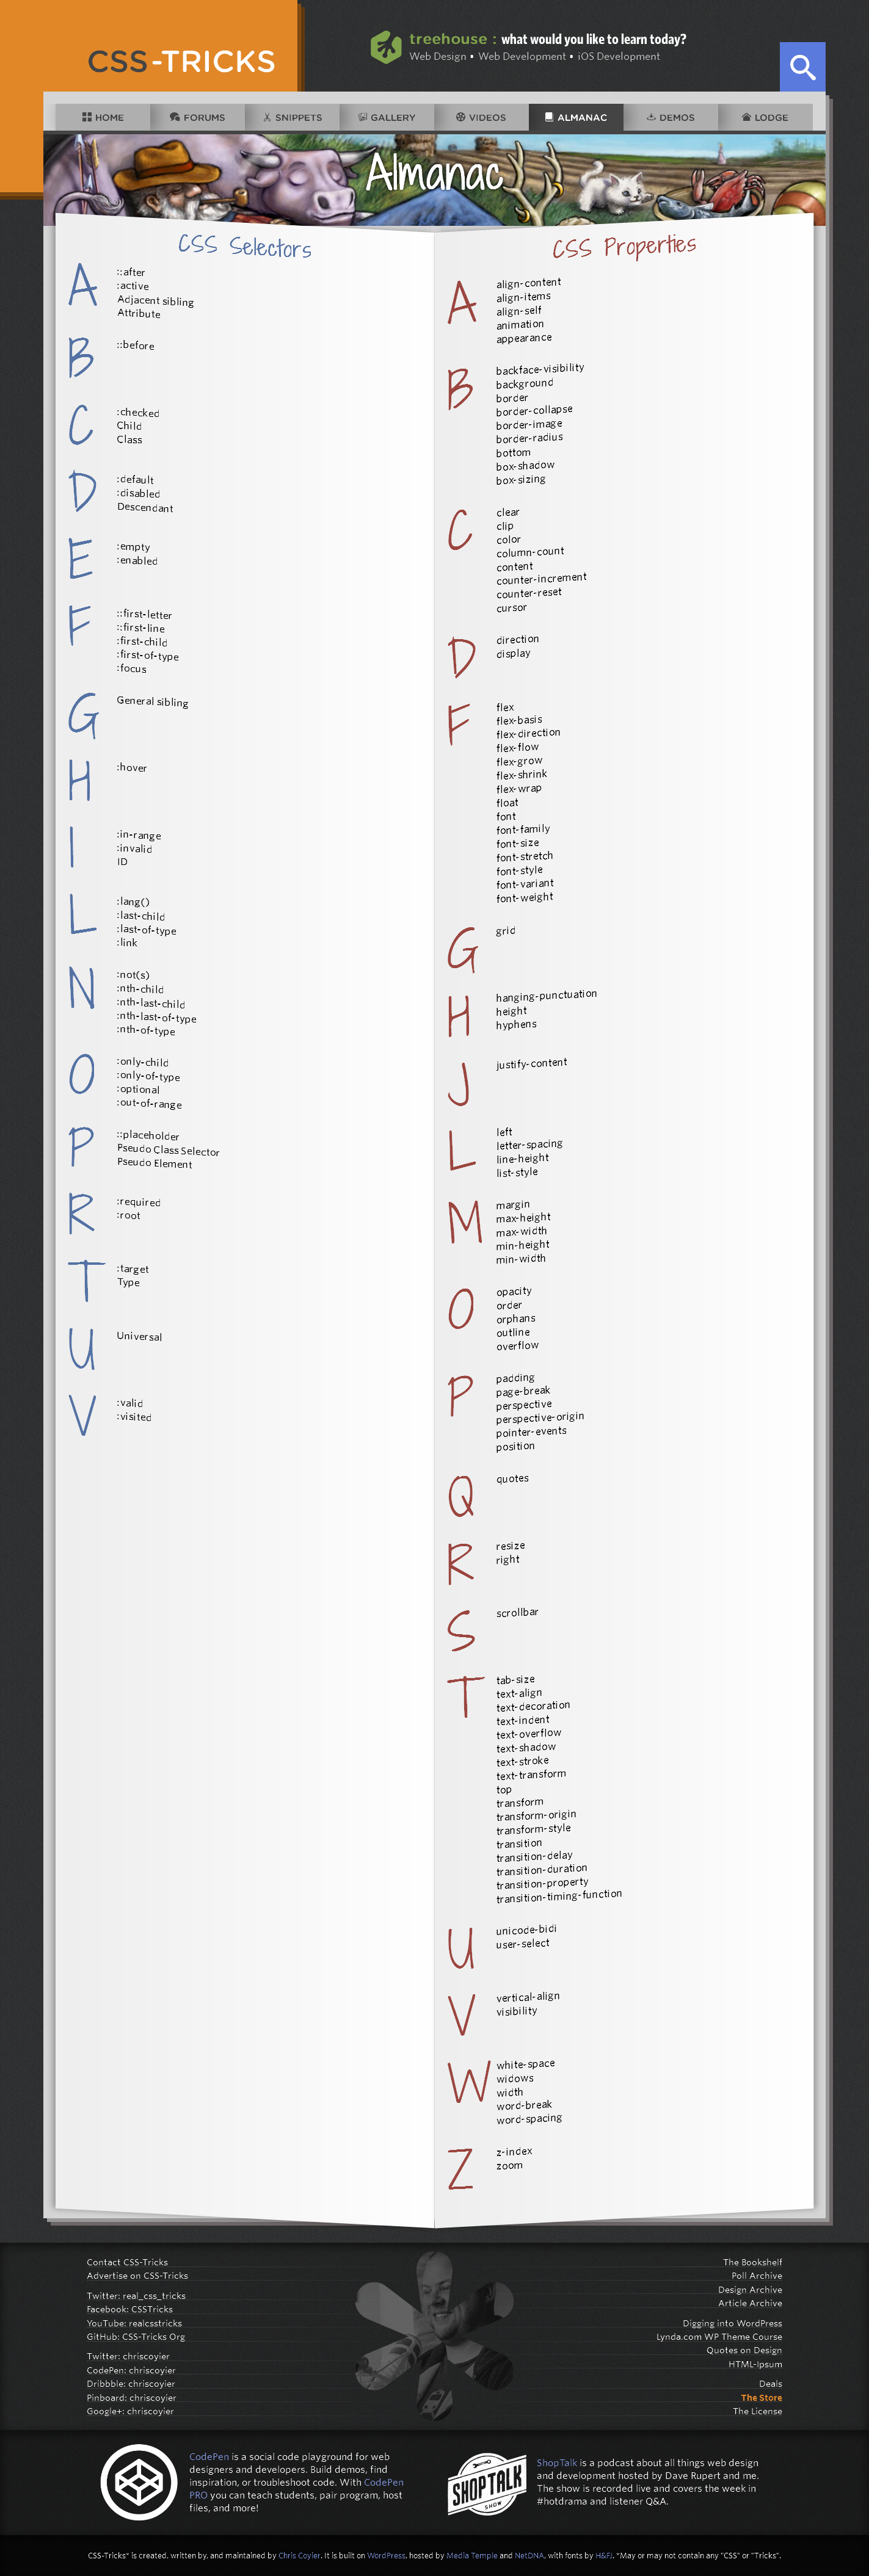 CSS-TRICKS
treehouse : what would you like to learn today?
Web Design • Web Development • iOS Development
HOME
FORUMS
SNIPPETS
GALLERY
VIDEOS
ALMANAC
DEMOS
LODGE
Almanac
CSS Selectors
A
::after
:active
Adjacent sibling
Attribute
B
::before
C
:checked
Child
Class
D
:default
:disabled
Descendant
E
:empty
:enabled
F
::first-letter
::first-line
:first-child
:first-of-type
:focus
G
General sibling
H
:hover
I
:in-range
:invalid
ID
L
:lang()
:last-child
:last-of-type
:link
N
:not(s)
:nth-child
:nth-last-child
:nth-last-of-type
:nth-of-type
O
:only-child
:only-of-type
:optional
:out-of-range
P
::placeholder
Pseudo Class Selector
Pseudo Element
R
:required
:root
T
:target
Type
U
Universal
V
:valid
:visited
CSS Properties
A
align-content
align-items
align-self
animation
appearance
B
backface-visibility
background
border
border-collapse
border-image
border-radius
bottom
box-shadow
box-sizing
C
clear
clip
color
column-count
content
counter-increment
counter-reset
cursor
D
direction
display
F
flex
flex-basis
flex-direction
flex-flow
flex-grow
flex-shrink
flex-wrap
float
font
font-family
font-size
font-stretch
font-style
font-variant
font-weight
G
grid
H
hanging-punctuation
height
hyphens
J
justify-content
L
left
letter-spacing
line-height
list-style
M
margin
max-height
max-width
min-height
min-width
O
opacity
order
orphans
outline
overflow
P
padding
page-break
perspective
perspective-origin
pointer-events
position
Q
quotes
R
resize
right
S
scrollbar
T
tab-size
text-align
text-decoration
text-indent
text-overflow
text-shadow
text-stroke
text-transform
top
transform
transform-origin
transform-style
transition
transition-delay
transition-duration
transition-property
transition-timing-function
U
unicode-bidi
user-select
V
vertical-align
visibility
W
white-space
widows
width
word-break
word-spacing
Z
z-index
zoom
Contact CSS-Tricks
Advertise on CSS-Tricks
Twitter: real_css_tricks
Facebook: CSSTricks
YouTube: realcsstricks
GitHub: CSS-Tricks Org
Twitter: chriscoyier
CodePen: chriscoyier
Dribbble: chriscoyier
Pinboard: chriscoyier
Google+: chriscoyier
The Bookshelf
Poll Archive
Design Archive
Article Archive
Digging into WordPress
Lynda.com WP Theme Course
Quotes on Design
HTML-Ipsum
Deals
The Store
The License
CodePen is a social code playground for web
designers and developers. Build demos, find
inspiration, or troubleshoot code. With CodePen
PRO you can teach students, pair program, host
files, and more!
SHOPTALK
SHOW
ShopTalk is a podcast about all things web design
and development hosted by Dave Rupert and me.
The show is recorded live and covers the week in
#hotdrama and listener Q&A.
CSS-Tricks* is created, written by, and maintained by Chris Coyier. It is built on WordPress, hosted by Media Temple and NetDNA, with fonts by H&FJ. *May or may not contain any "CSS" or "Tricks".